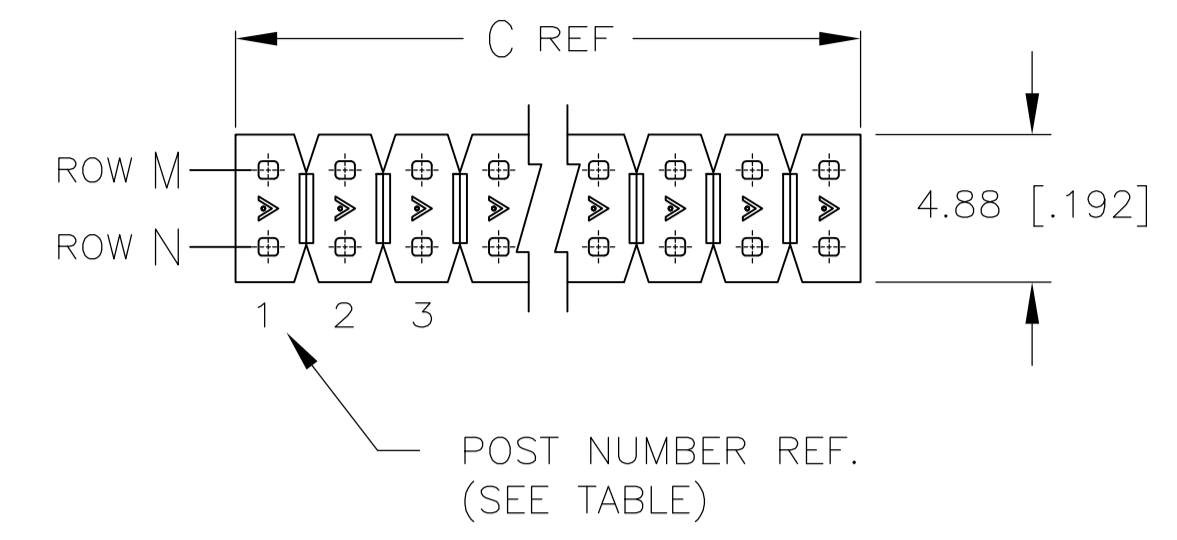 C REF
ROW M
ROW N
4.88 [.192]
1 2 3
POST NUMBER REF.
(SEE TABLE)